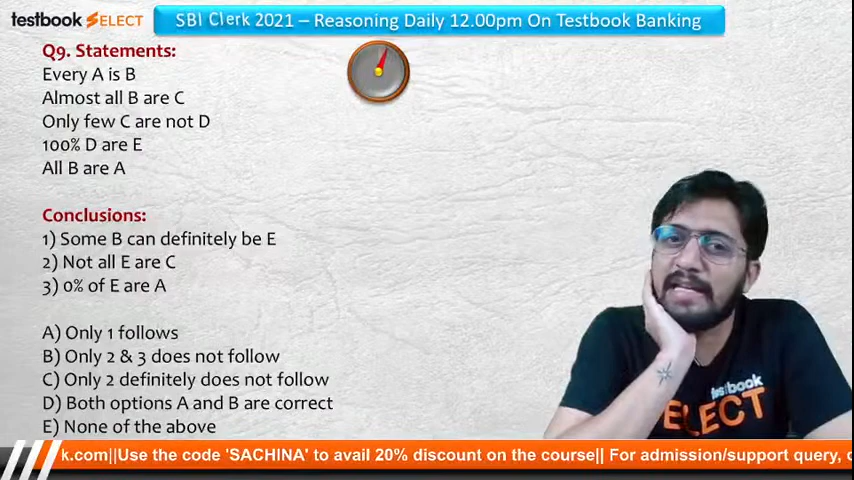 testbook SELECT
SBI Clerk 2021 – Reasoning Daily 12.00pm On Testbook Banking
Q9. Statements:
Every A is B
Almost all B are C
Only few C are not D
100% D are E
All B are A
Conclusions:
1) Some B can definitely be E
2) Not all E are C
3) 0% of E are A
A) Only 1 follows
B) Only 2 & 3 does not follow
C) Only 2 definitely does not follow
D) Both options A and B are correct
E) None of the above
testbook
SELECT
k.com||Use the code 'SACHINA' to avail 20% discount on the course|| For admission/support query,